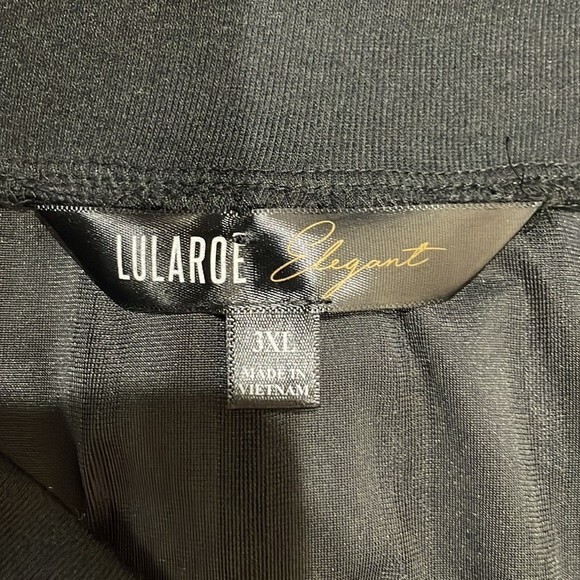 LULAROE Elegant
3XL
MADE IN
VIETNAM